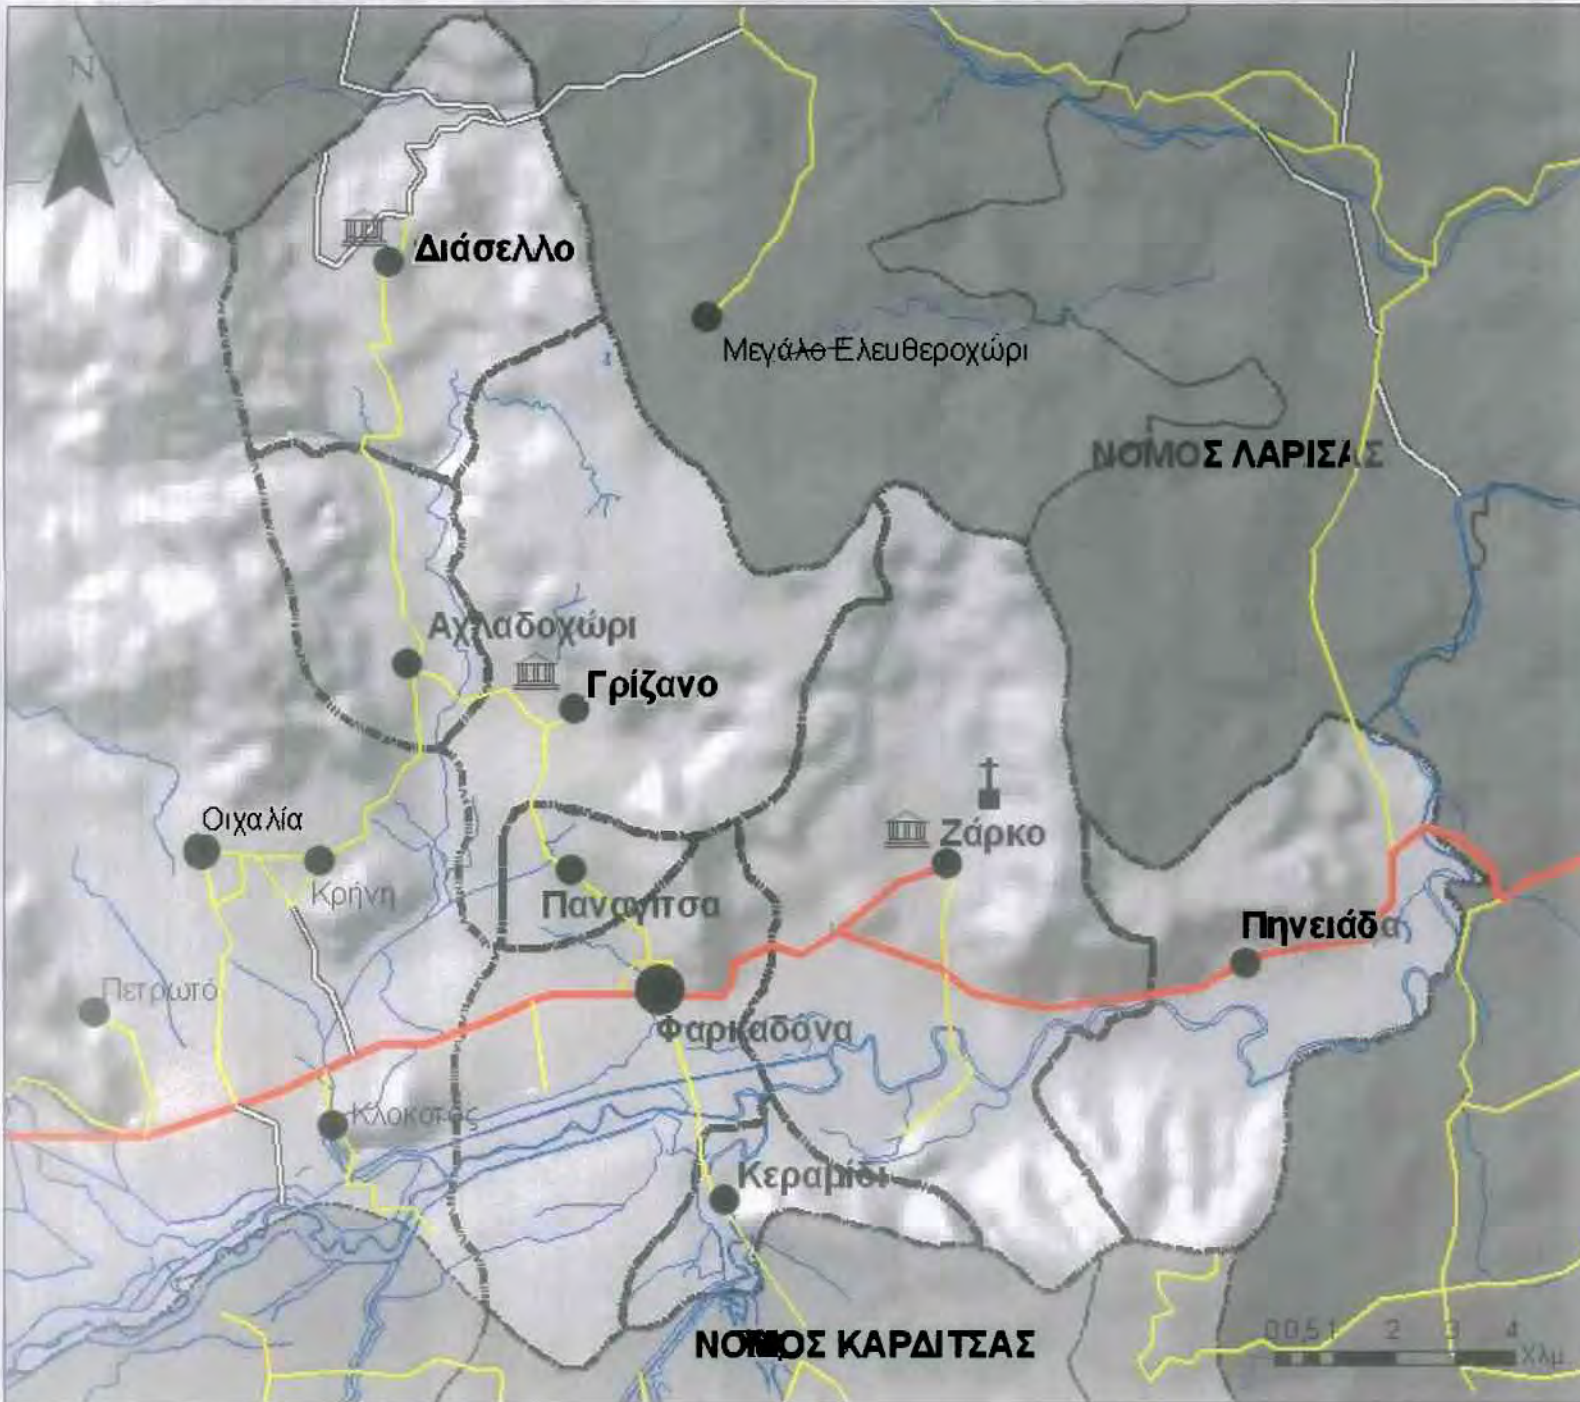 N
Διάσελλο
Μεγάλο Ελευθεροχώρι
ΝΟΜΟΣ ΛΑΡΙΣΑΣ
Αχλαδοχώρι
Γρίζανο
Οιχαλία
Κρήνη
Ζάρκο
Παναγίτσα
Πηνειάδα
Πετρωτό
Φαρκαδόνα
Κλοκοτός
Κεραμίδι
ΝΟΜΟΣ ΚΑΡΔΙΤΣΑΣ
0 0,5 1 2 3 4
Χλμ